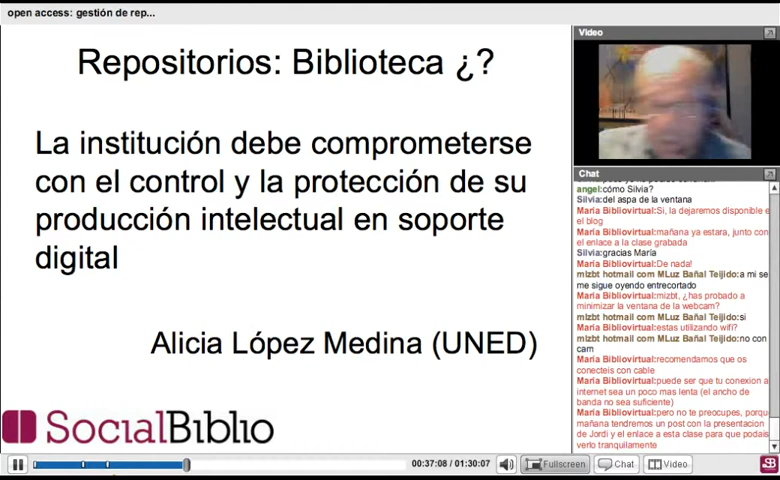 open access: gestión de rep...
Repositorios: Biblioteca ¿?
La institución debe comprometerse
con el control y la protección de su
producción intelectual en soporte
digital
Alicia López Medina (UNED)
SocialBiblio
Video
Chat
angel:cómo Silvia?
Silvia:del aspa de la ventana
María Bibliovirtual:Si, la dejaremos disponible e
el blog
María Bibliovirtual:mañana ya estara, junto con
el enlace a la clase grabada
Silvia:gracias María
María Bibliovirtual:De nada!
mlzbt hotmail com MLuz Bañal Teijido:a mi se
me sigue oyendo entrecortado
María Bibliovirtual:mizbt, ¿has probado a
minimizar la ventana de la webcam?
mlzbt hotmail com MLuz Bañal Teijido:si
María Bibliovirtual:estas utilizando wifi?
mlzbt hotmail com MLuz Bañal Teijido:no con
cam
María Bibliovirtual:recomendamos que os
conecteis con cable
María Bibliovirtual:puede ser que tu conexion a
internet sea un poco mas lenta (el ancho de
banda no sea suficiente)
María Bibliovirtual:pero no te preocupes, porque
mañana tendremos un post con la presentacion
de Jordi y el enlace a esta clase para que podais
verlo tranquilamente
00:37:08 / 01:30:07
Fullscreen
Chat
Video
SB